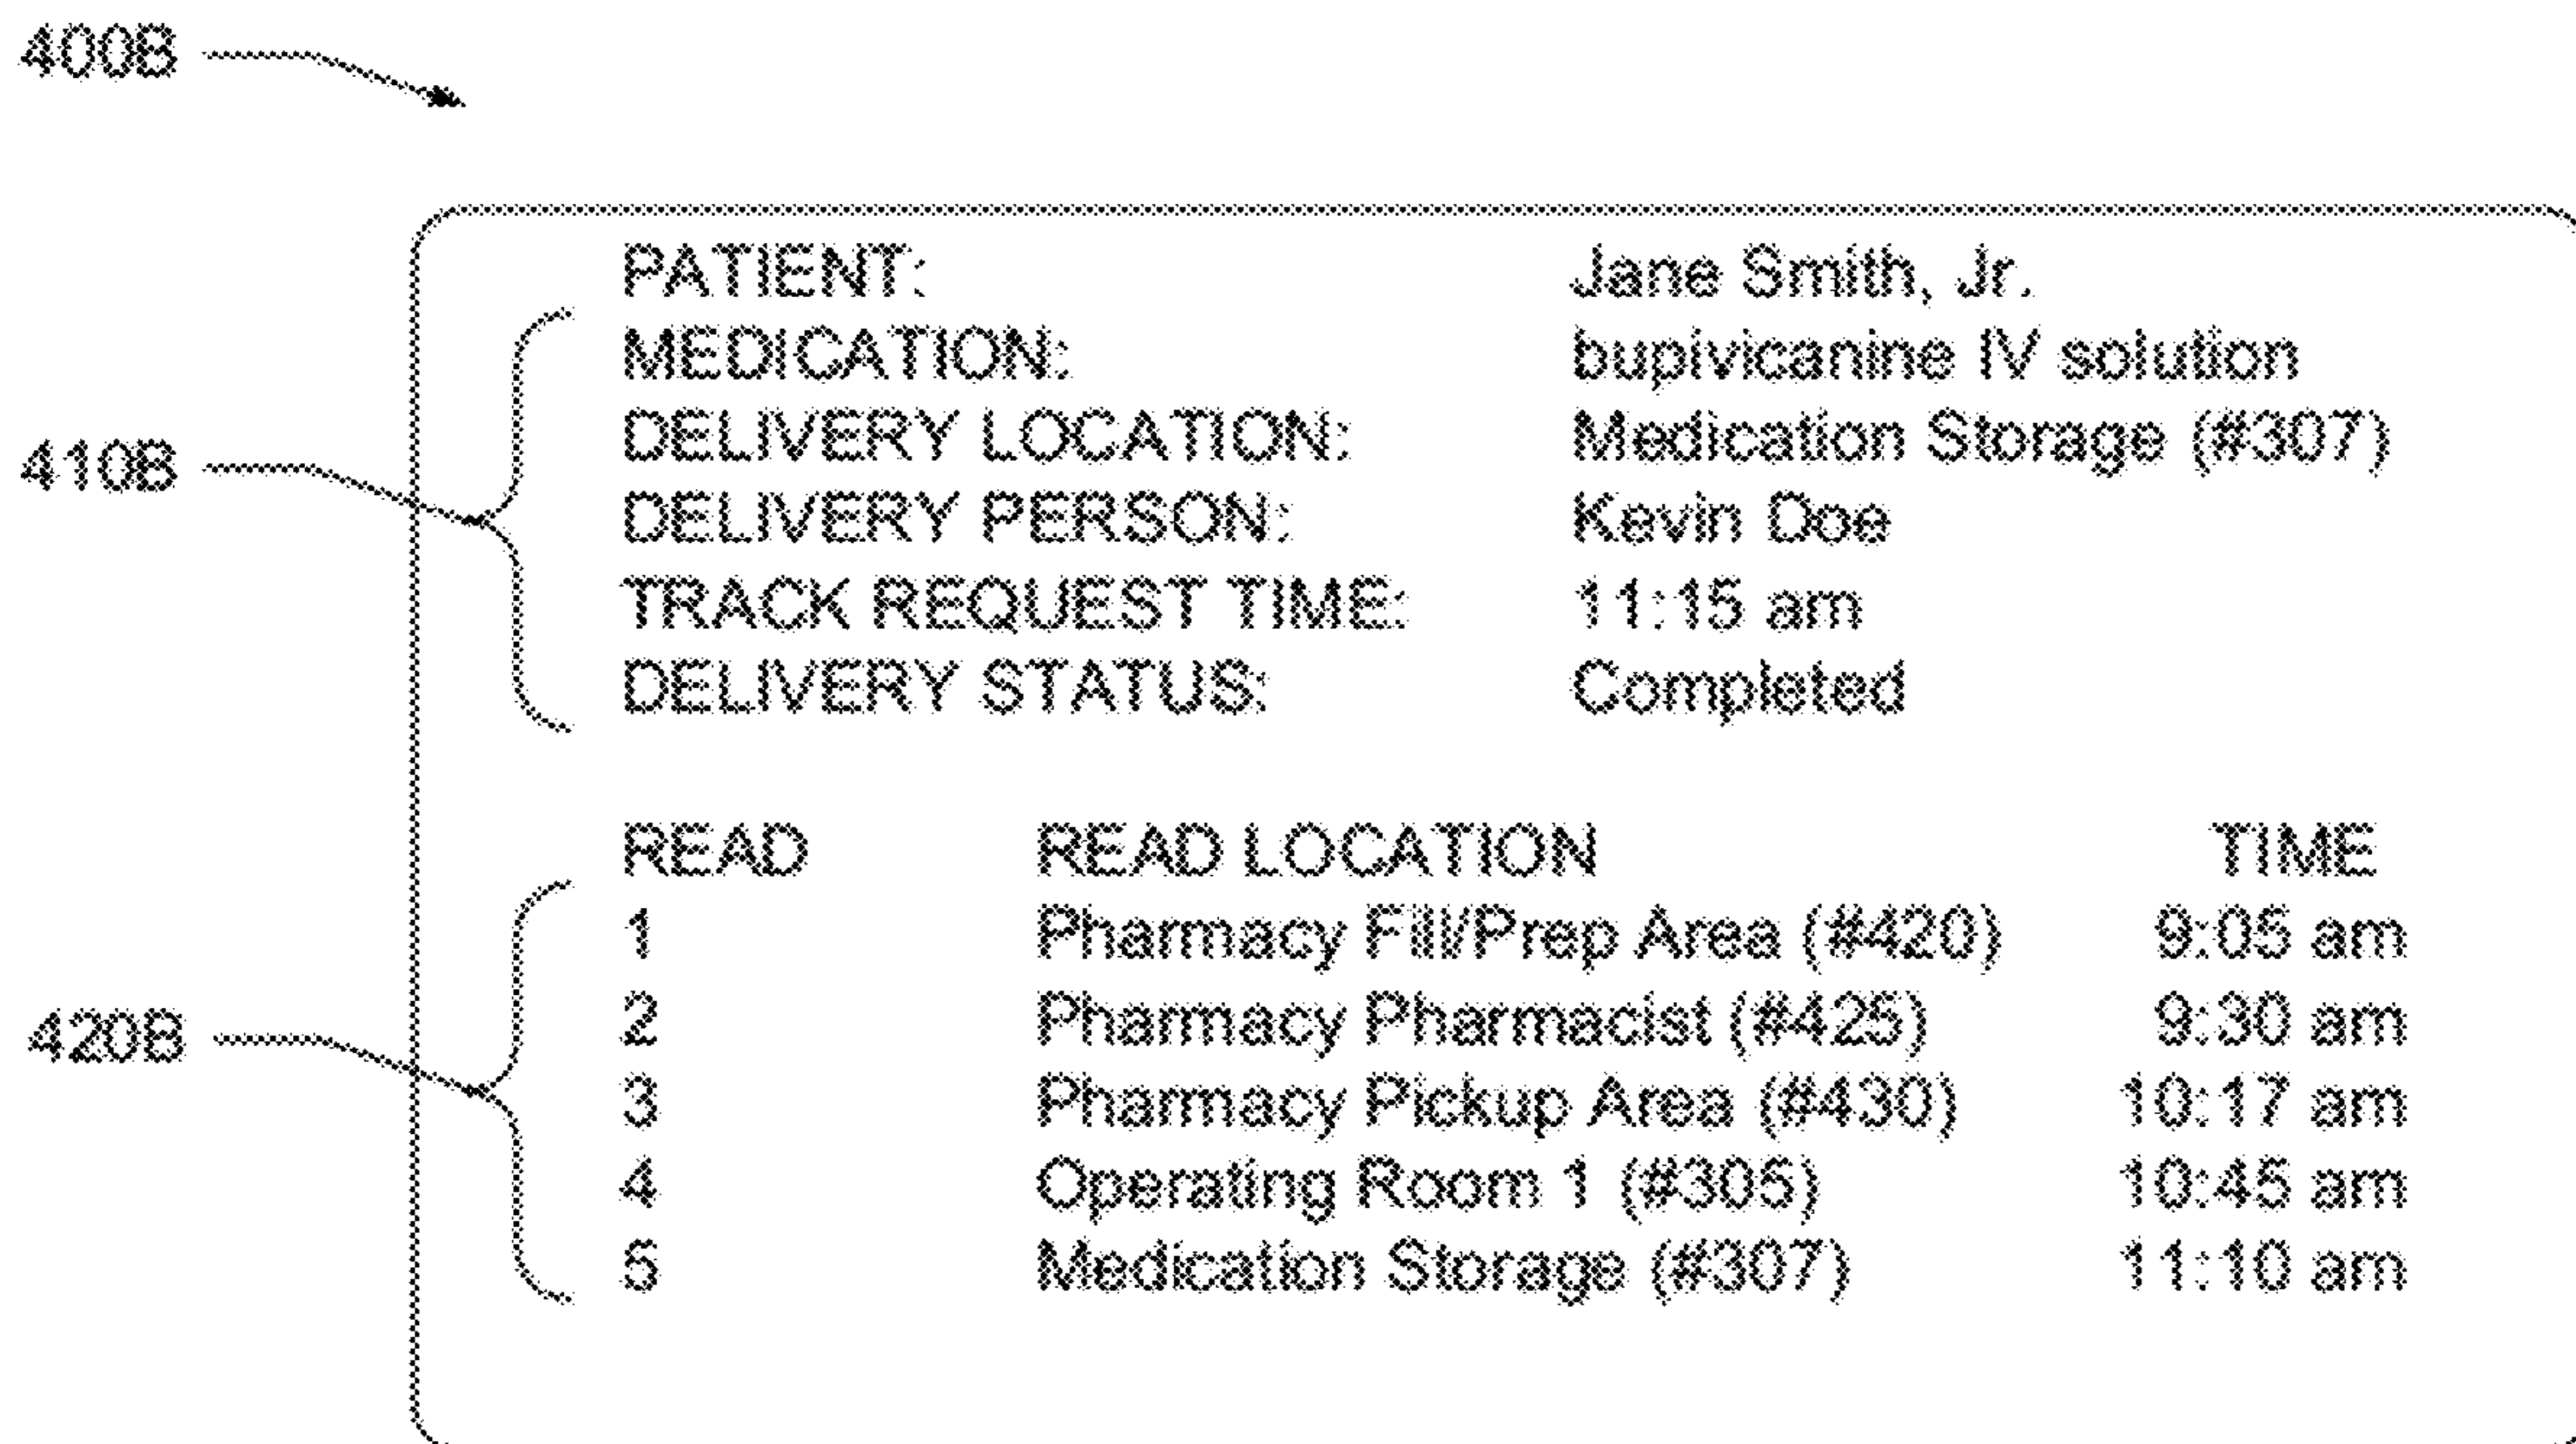 400B
PATIENT: Jane Smith, Jr.
MEDICATION: bupivicanine IV solution
DELIVERY LOCATION: Medication Storage (#307)
410B
DELIVERY PERSON: Kevin Doe
TRACK REQUEST TIME: 11:15 am
DELIVERY STATUS: Completed
READ READ LOCATION TIME
1 Pharmacy Fill/Prep Area (#420) 9:05 am
2 Pharmacy Pharmacist (#425) 9:30 am
420B
3 Pharmacy Pickup Area (#430) 10:17 am
4 Operating Room 1 (#305) 10:45 am
5 Medication Storage (#307) 11:10 am